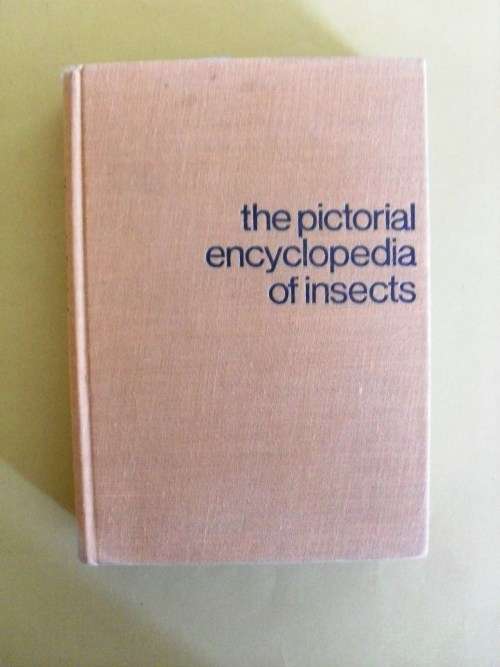 the pictorial
encyclopedia
of insects